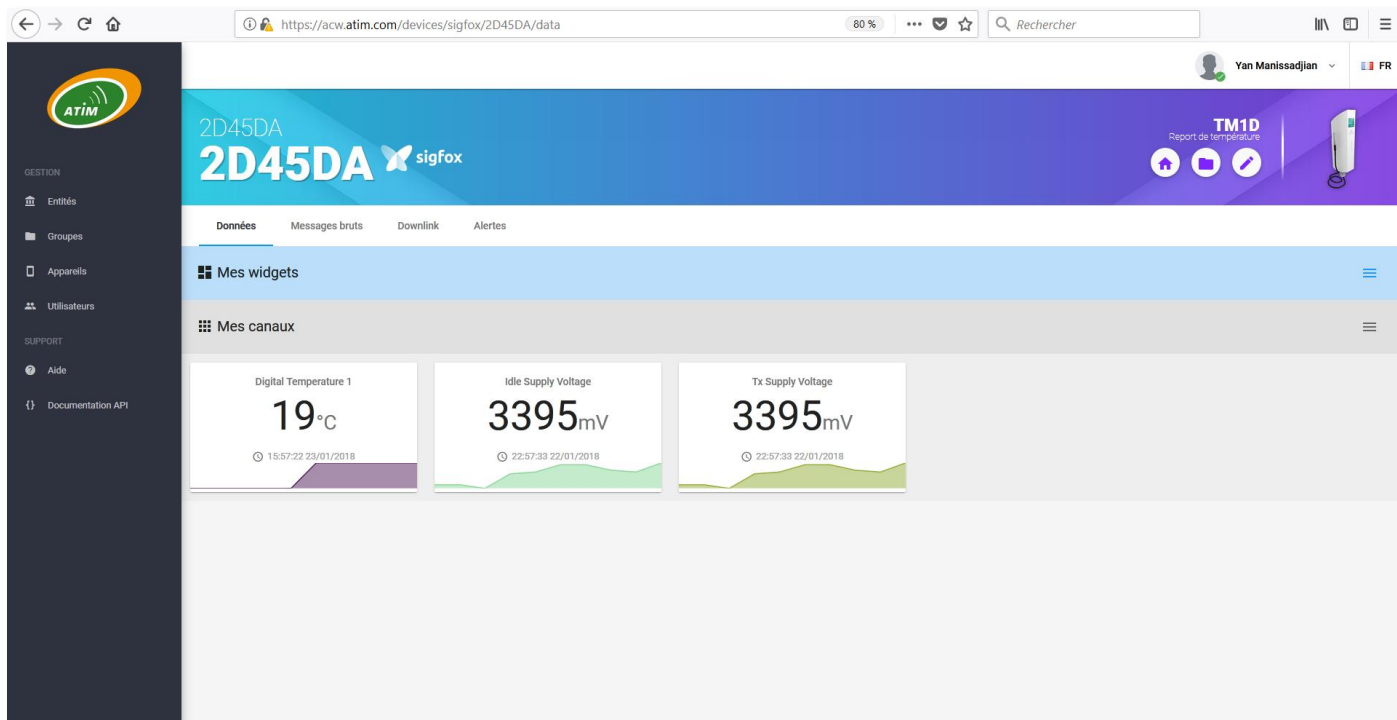 https://acw.atim.com/devices/sigfox/2D45DA/data
80 %
Rechercher
Yan Manissadjian
FR
ATIM
2D45DA
2D45DA sigfox
TM1D
Report de température
GESTION
Entités
Groupes
Appareils
Utilisateurs
SUPPORT
Aide
Documentation API
Données Messages bruts Downlink Alertes
Mes widgets
Mes canaux
Digital Temperature 1
19°C
15:57:22 23/01/2018
Idle Supply Voltage
3395mV
22:57:33 22/01/2018
Tx Supply Voltage
3395mV
22:57:33 22/01/2018